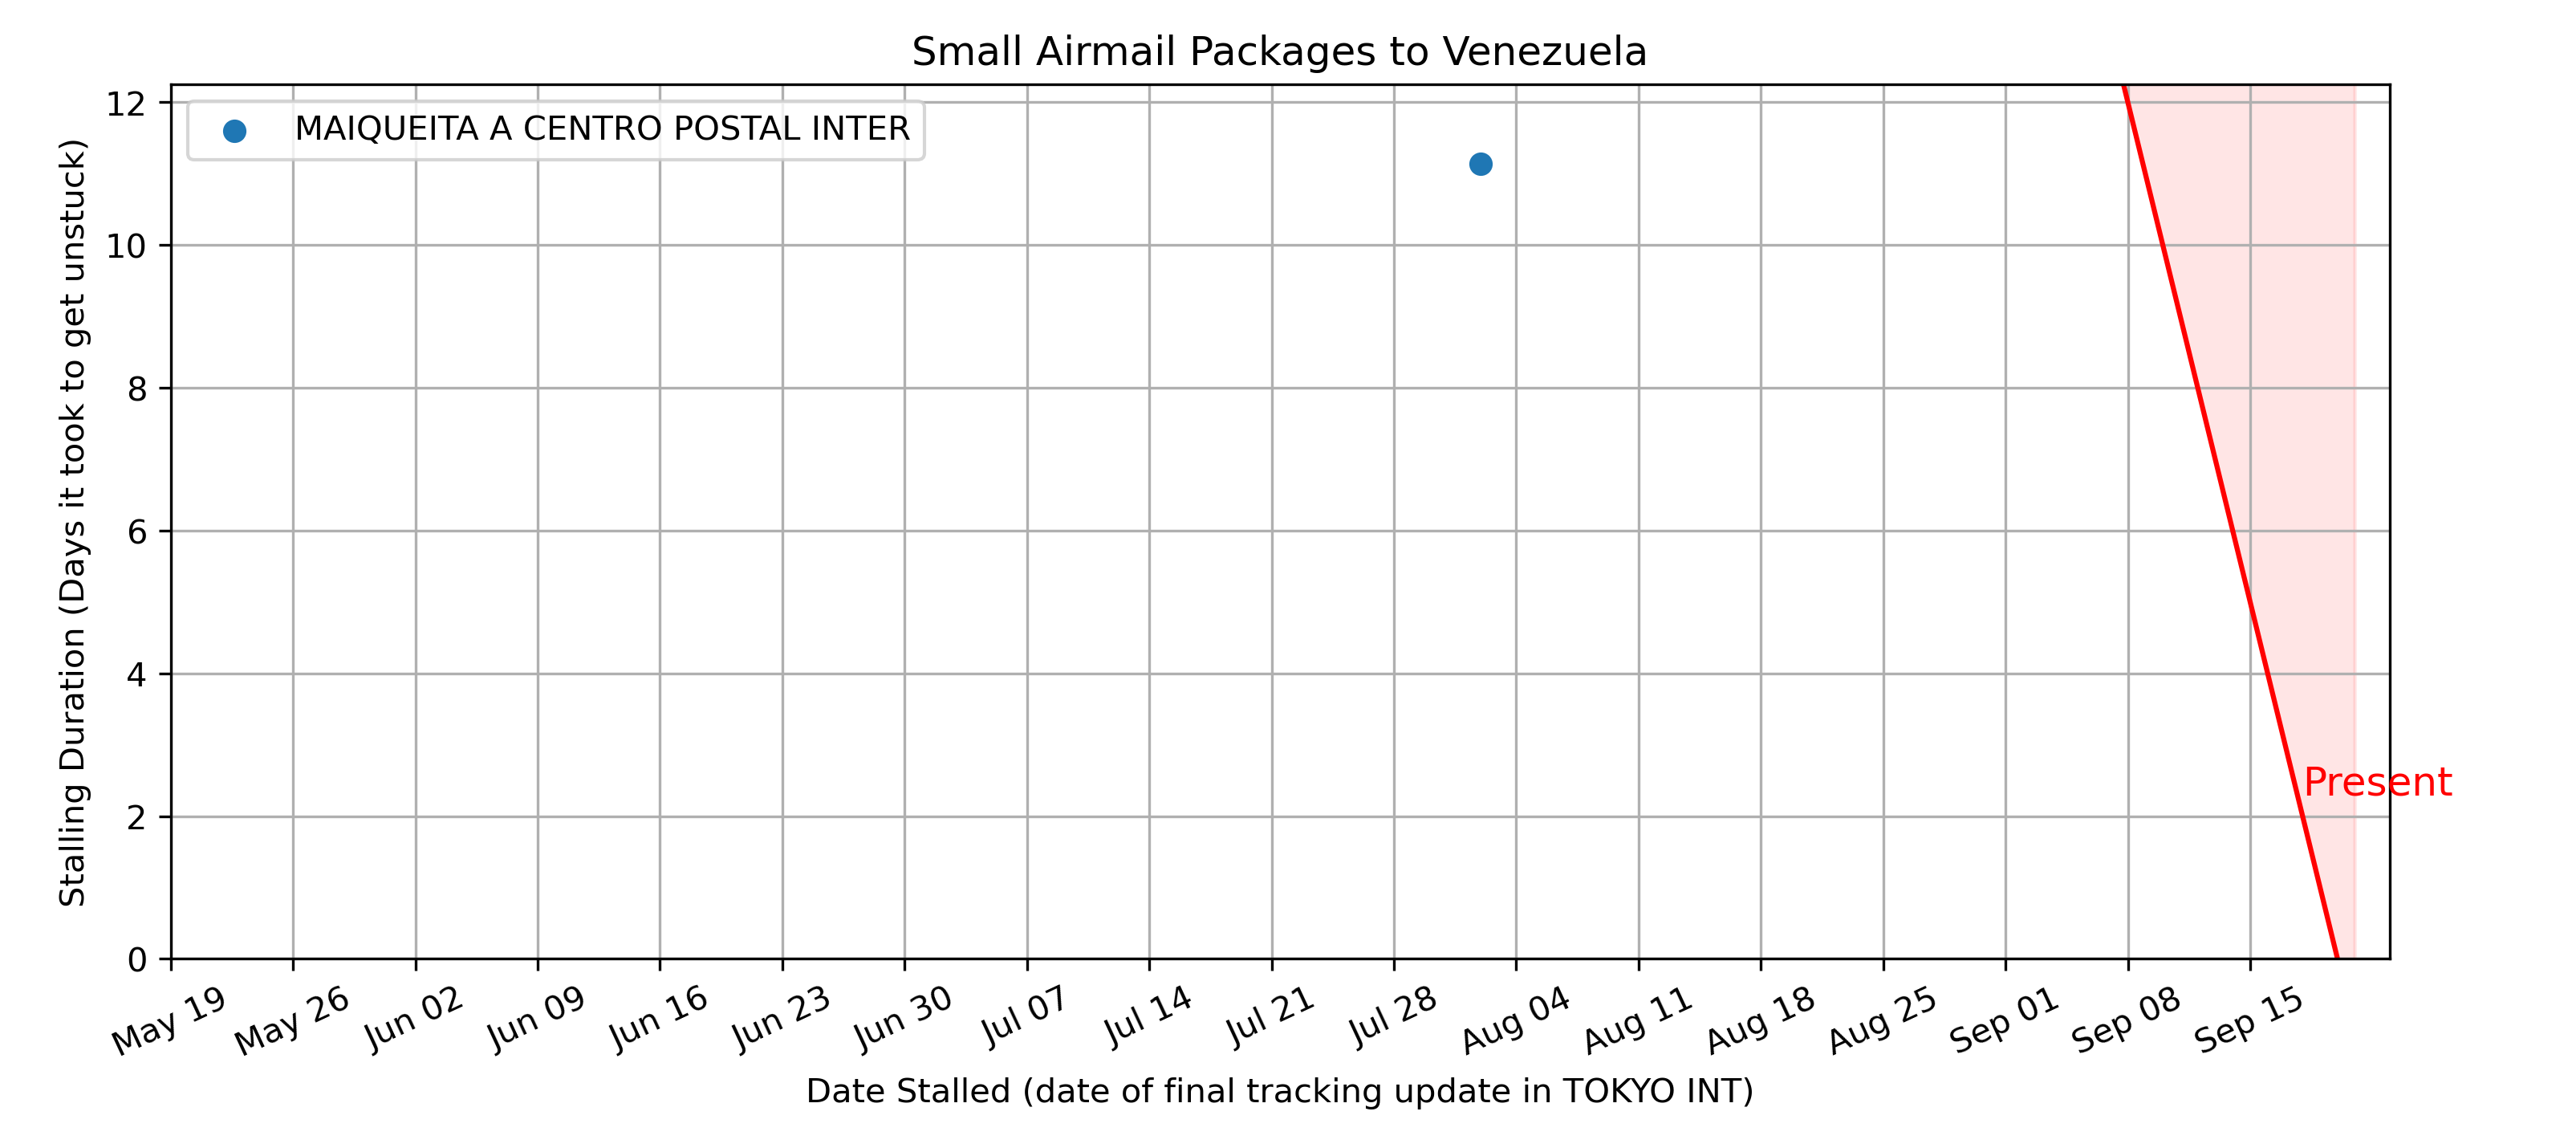 Small Airmail Packages to Venezuela
MAIQUEITA A CENTRO POSTAL INTER
Stalling Duration (Days it took to get unstuck)
12
10
8
6
4
2
0
Present
May 19 May 26 Jun 02 Jun 09 Jun 16 Jun 23 Jun 30 Jul 07 Jul 14 Jul 21 Jul 28 Aug 04 Aug 11 Aug 18 Aug 25 Sep 01 Sep 08 Sep 15
Date Stalled (date of final tracking update in TOKYO INT)